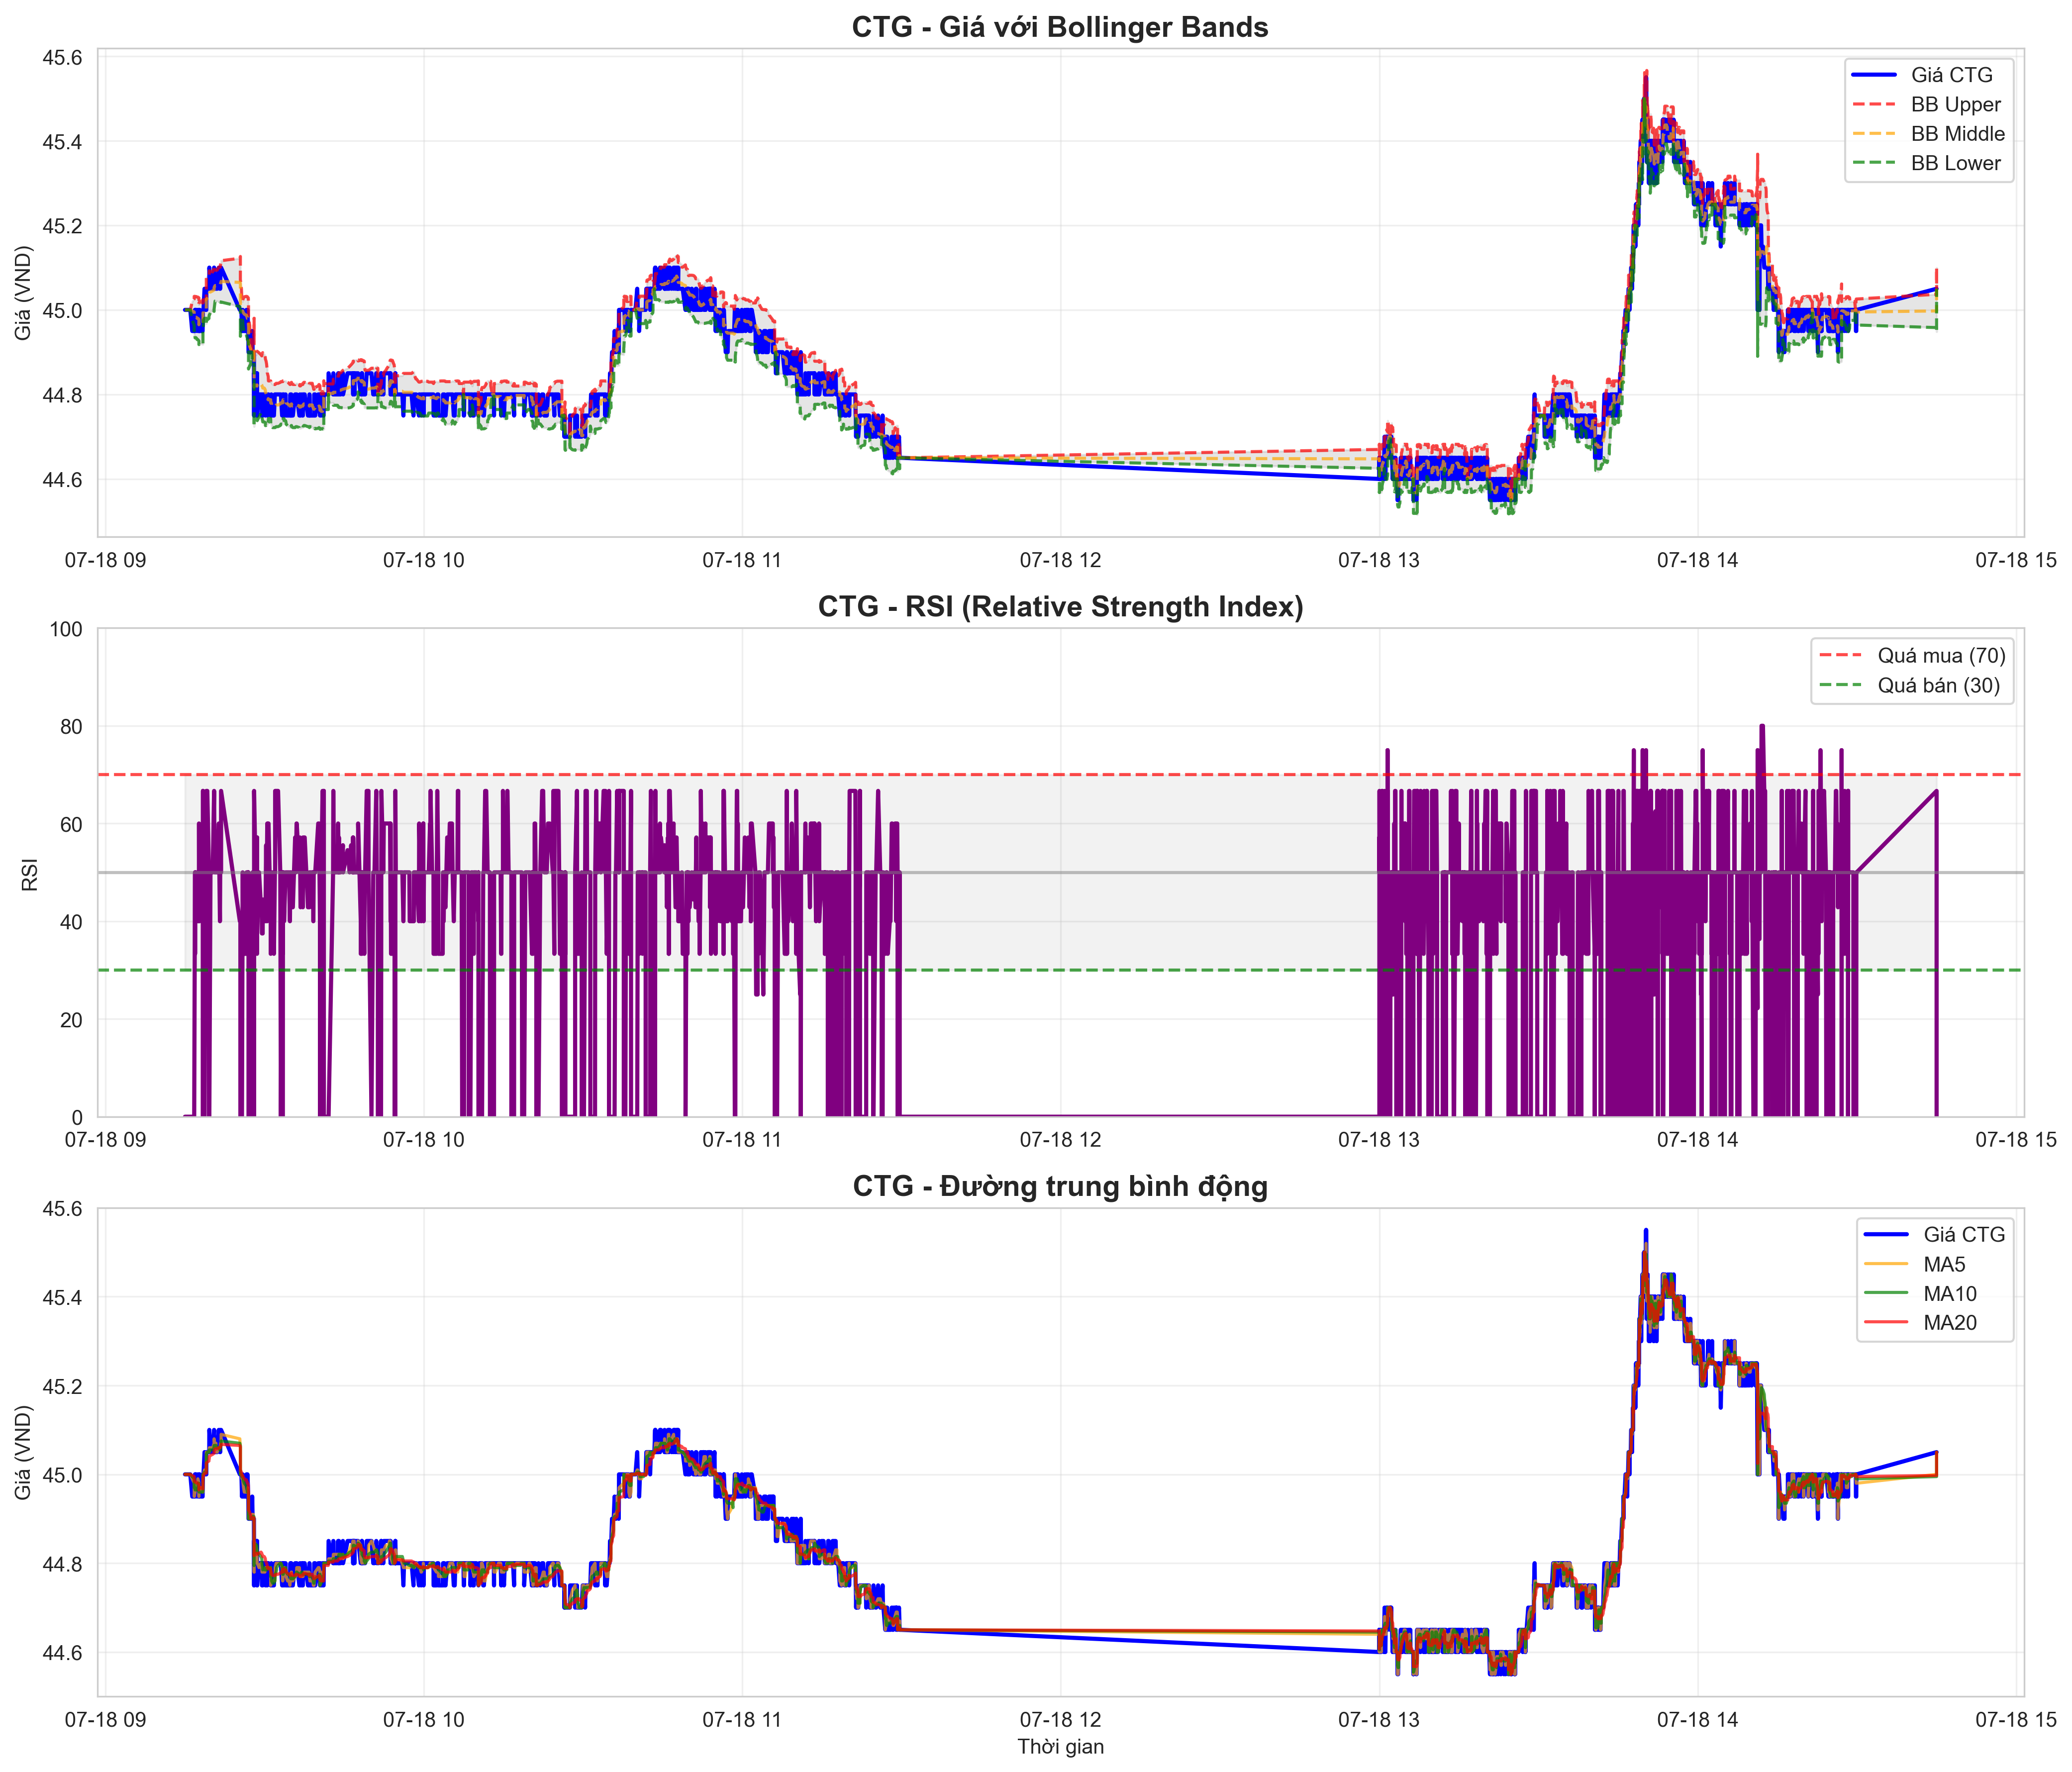 CTG - Giá với Bollinger Bands
Giá (VND)
45.6
45.4
45.2
45.0
44.8
44.6
Giá CTG
BB Upper
BB Middle
BB Lower
07-18 09 07-18 10 07-18 11 07-18 12 07-18 13 07-18 14 07-18 15
CTG - RSI (Relative Strength Index)
RSI
100
80
60
40
20
0
Quá mua (70)
Quá bán (30)
07-18 09 07-18 10 07-18 11 07-18 12 07-18 13 07-18 14 07-18 15
CTG - Đường trung bình động
Giá (VND)
45.6
45.4
45.2
45.0
44.8
44.6
Giá CTG
MA5
MA10
MA20
07-18 09 07-18 10 07-18 11 07-18 12 07-18 13 07-18 14 07-18 15
Thời gian